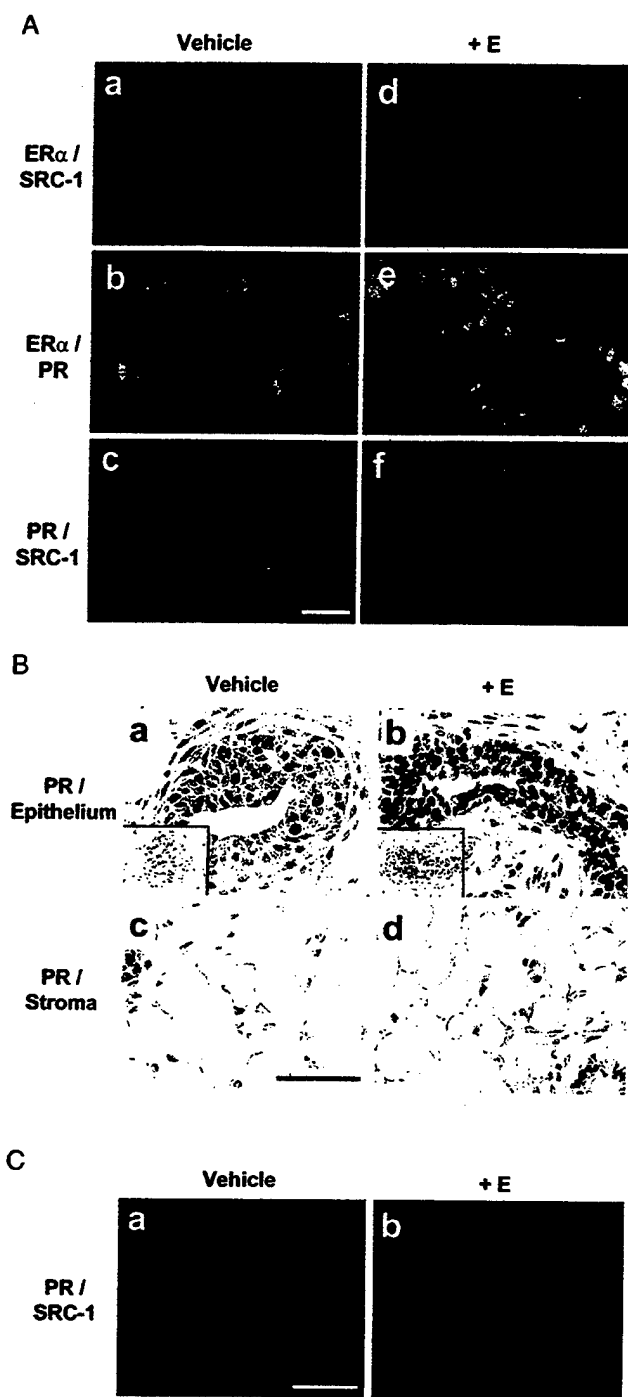 A
Vehicle
+ E
a
d
ERα /
SRC-1
b
e
ERα /
PR
c
f
PR /
SRC-1
B
Vehicle
+ E
a
b
PR /
Epithelium
c
d
PR /
Stroma
C
Vehicle
+ E
a
b
PR /
SRC-1